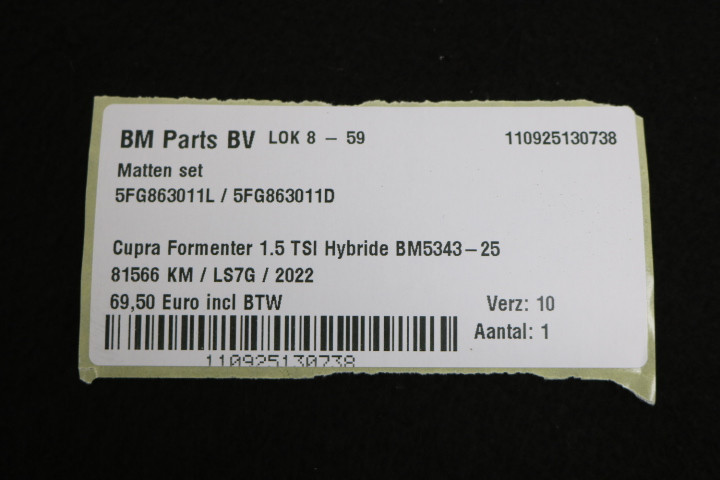 BM Parts BV LOK 8 - 59 110925130738
Matten set
5FG863011L / 5FG863011D
Cupra Formenter 1.5 TSI Hybride BM5343-25
81566 KM / LS7G / 2022
69,50 Euro incl BTW Verz: 10
Aantal: 1
110925130738